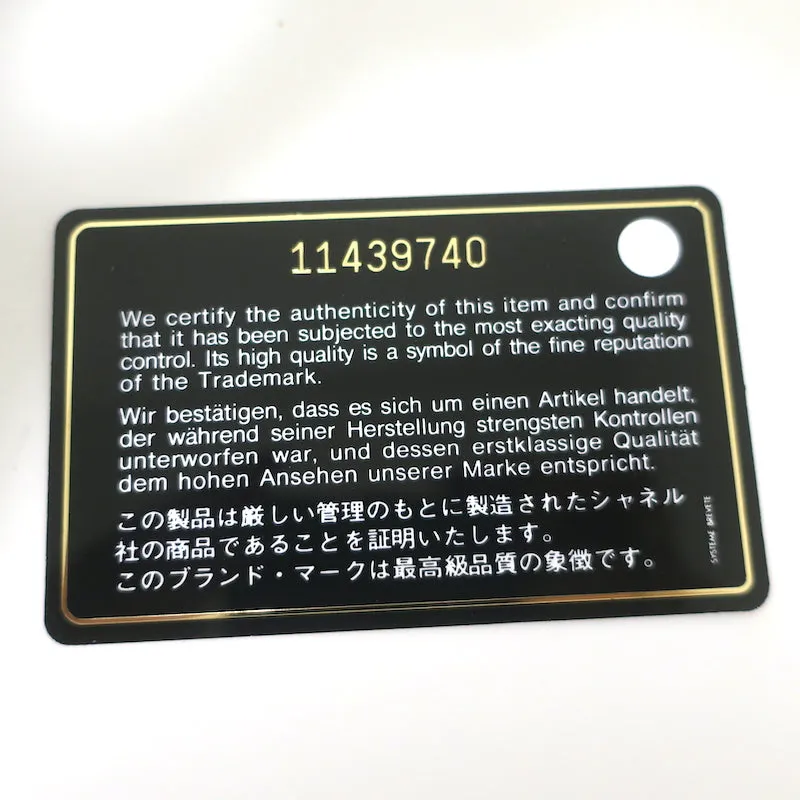 11439740
We certify the authenticity of this item and confirm
that it has been subjected to the most exacting quality
control. Its high quality is a symbol of the fine reputation
of the Trademark.
Wir bestätigen, dass es sich um einen Artikel handelt,
der während seiner Herstellung strengsten Kontrollen
unterworfen war, und dessen erstklassige Qualität
dem hohen Ansehen unserer Marke entspricht.
この製品は厳しい管理のもとに製造されたシャネル
社の商品であることを証明いたします。
このブランド・マークは最高級品質の象徴です。
SYSTEME BREVETE